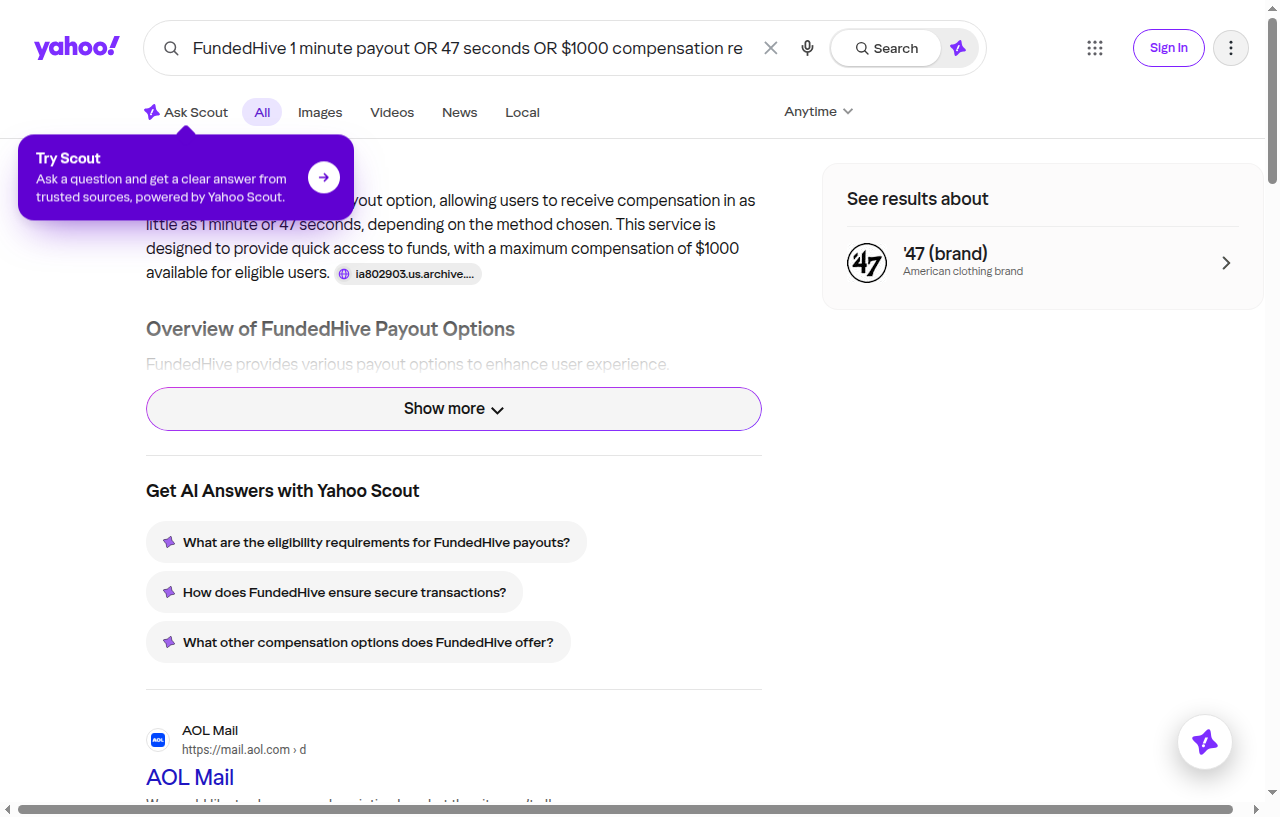 yahoo!
FundedHive 1 minute payout OR 47 seconds OR $1000 compensation re
Search
Sign In
Ask Scout
All
Images
Videos
News
Local
Anytime
Try Scout
Ask a question and get a clear answer from
trusted sources, powered by Yahoo Scout.
yout option, allowing users to receive compensation in as
little as 1 minute or 47 seconds, depending on the method chosen. This service is
designed to provide quick access to funds, with a maximum compensation of $1000
available for eligible users. ia802903.us.archive....
Overview of FundedHive Payout Options
FundedHive provides various payout options to enhance user experience.
Show more
Get AI Answers with Yahoo Scout
What are the eligibility requirements for FundedHive payouts?
How does FundedHive ensure secure transactions?
What other compensation options does FundedHive offer?
AOL
AOL Mail
https://mail.aol.com › d
AOL Mail
See results about
'47
'47 (brand)
American clothing brand